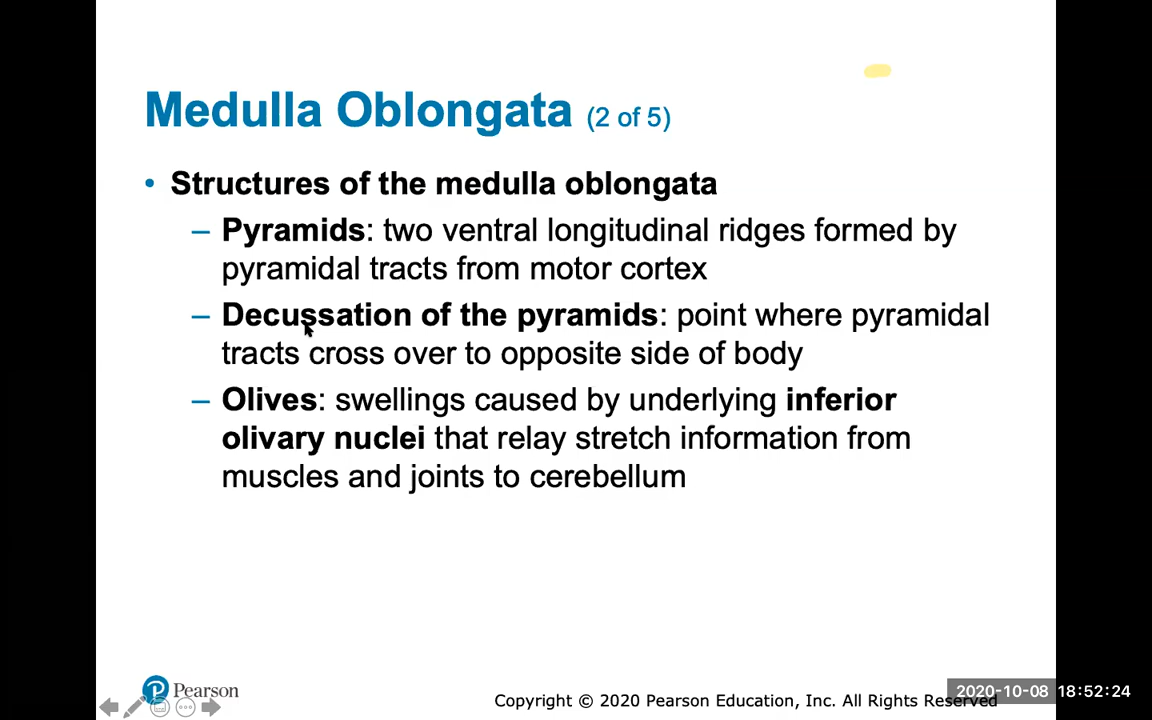 Medulla Oblongata (2 of 5)
• Structures of the medulla oblongata
– Pyramids: two ventral longitudinal ridges formed by
pyramidal tracts from motor cortex
– Decussation of the pyramids: point where pyramidal
tracts cross over to opposite side of body
– Olives: swellings caused by underlying inferior
olivary nuclei that relay stretch information from
muscles and joints to cerebellum
P Pearson
Copyright © 2020 Pearson Education, Inc. All Rights Reserved
2020-10-08 18:52:24